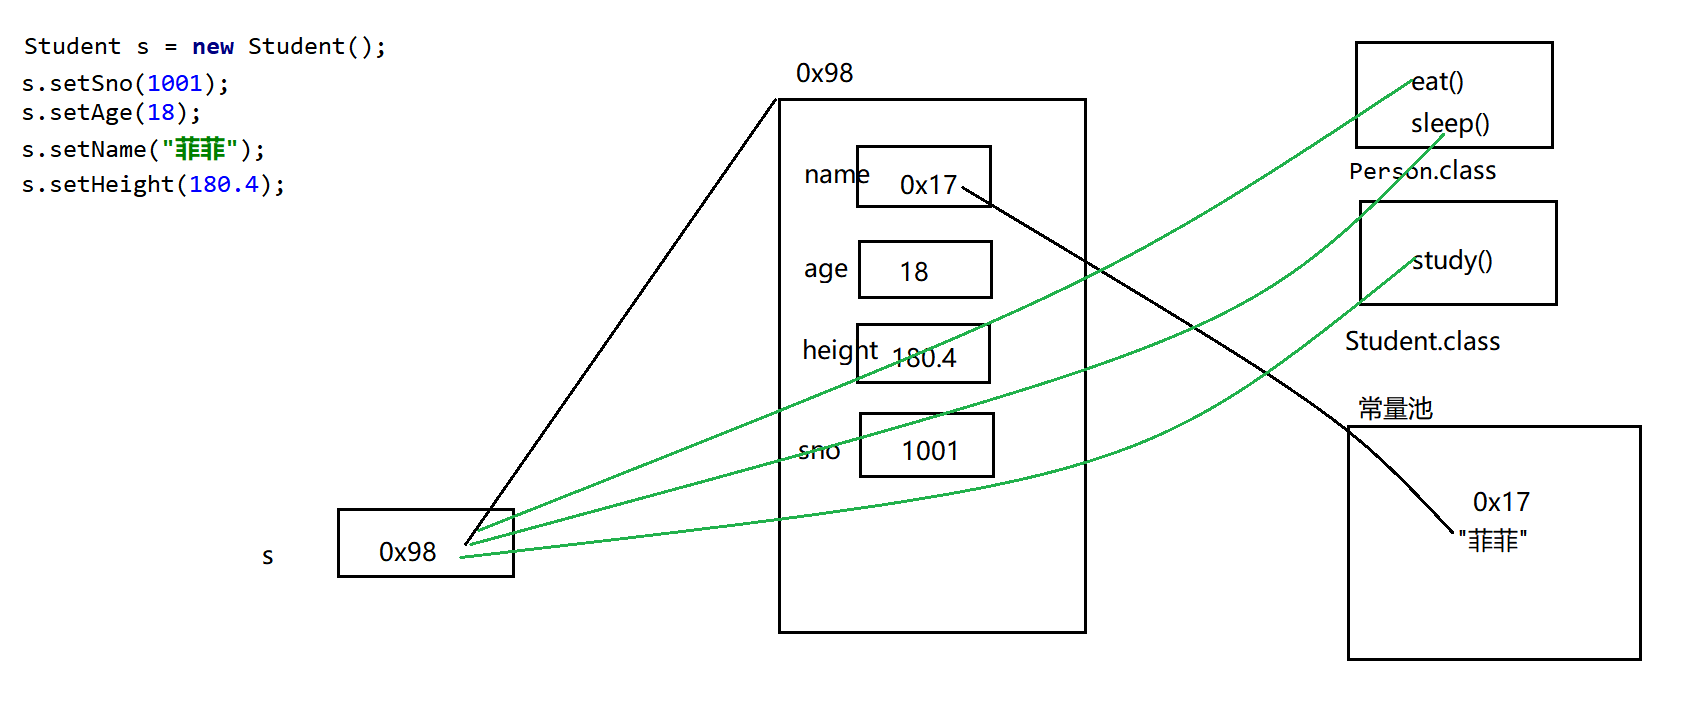 Student s = new Student();
s.setSno(1001);
s.setAge(18);
s.setName("菲菲");
s.setHeight(180.4);
s
0x98
0x98
name
0x17
age
18
height
180.4
sno
1001
eat()
sleep()
Person.class
study()
Student.class
常量池
0x17
"菲菲"